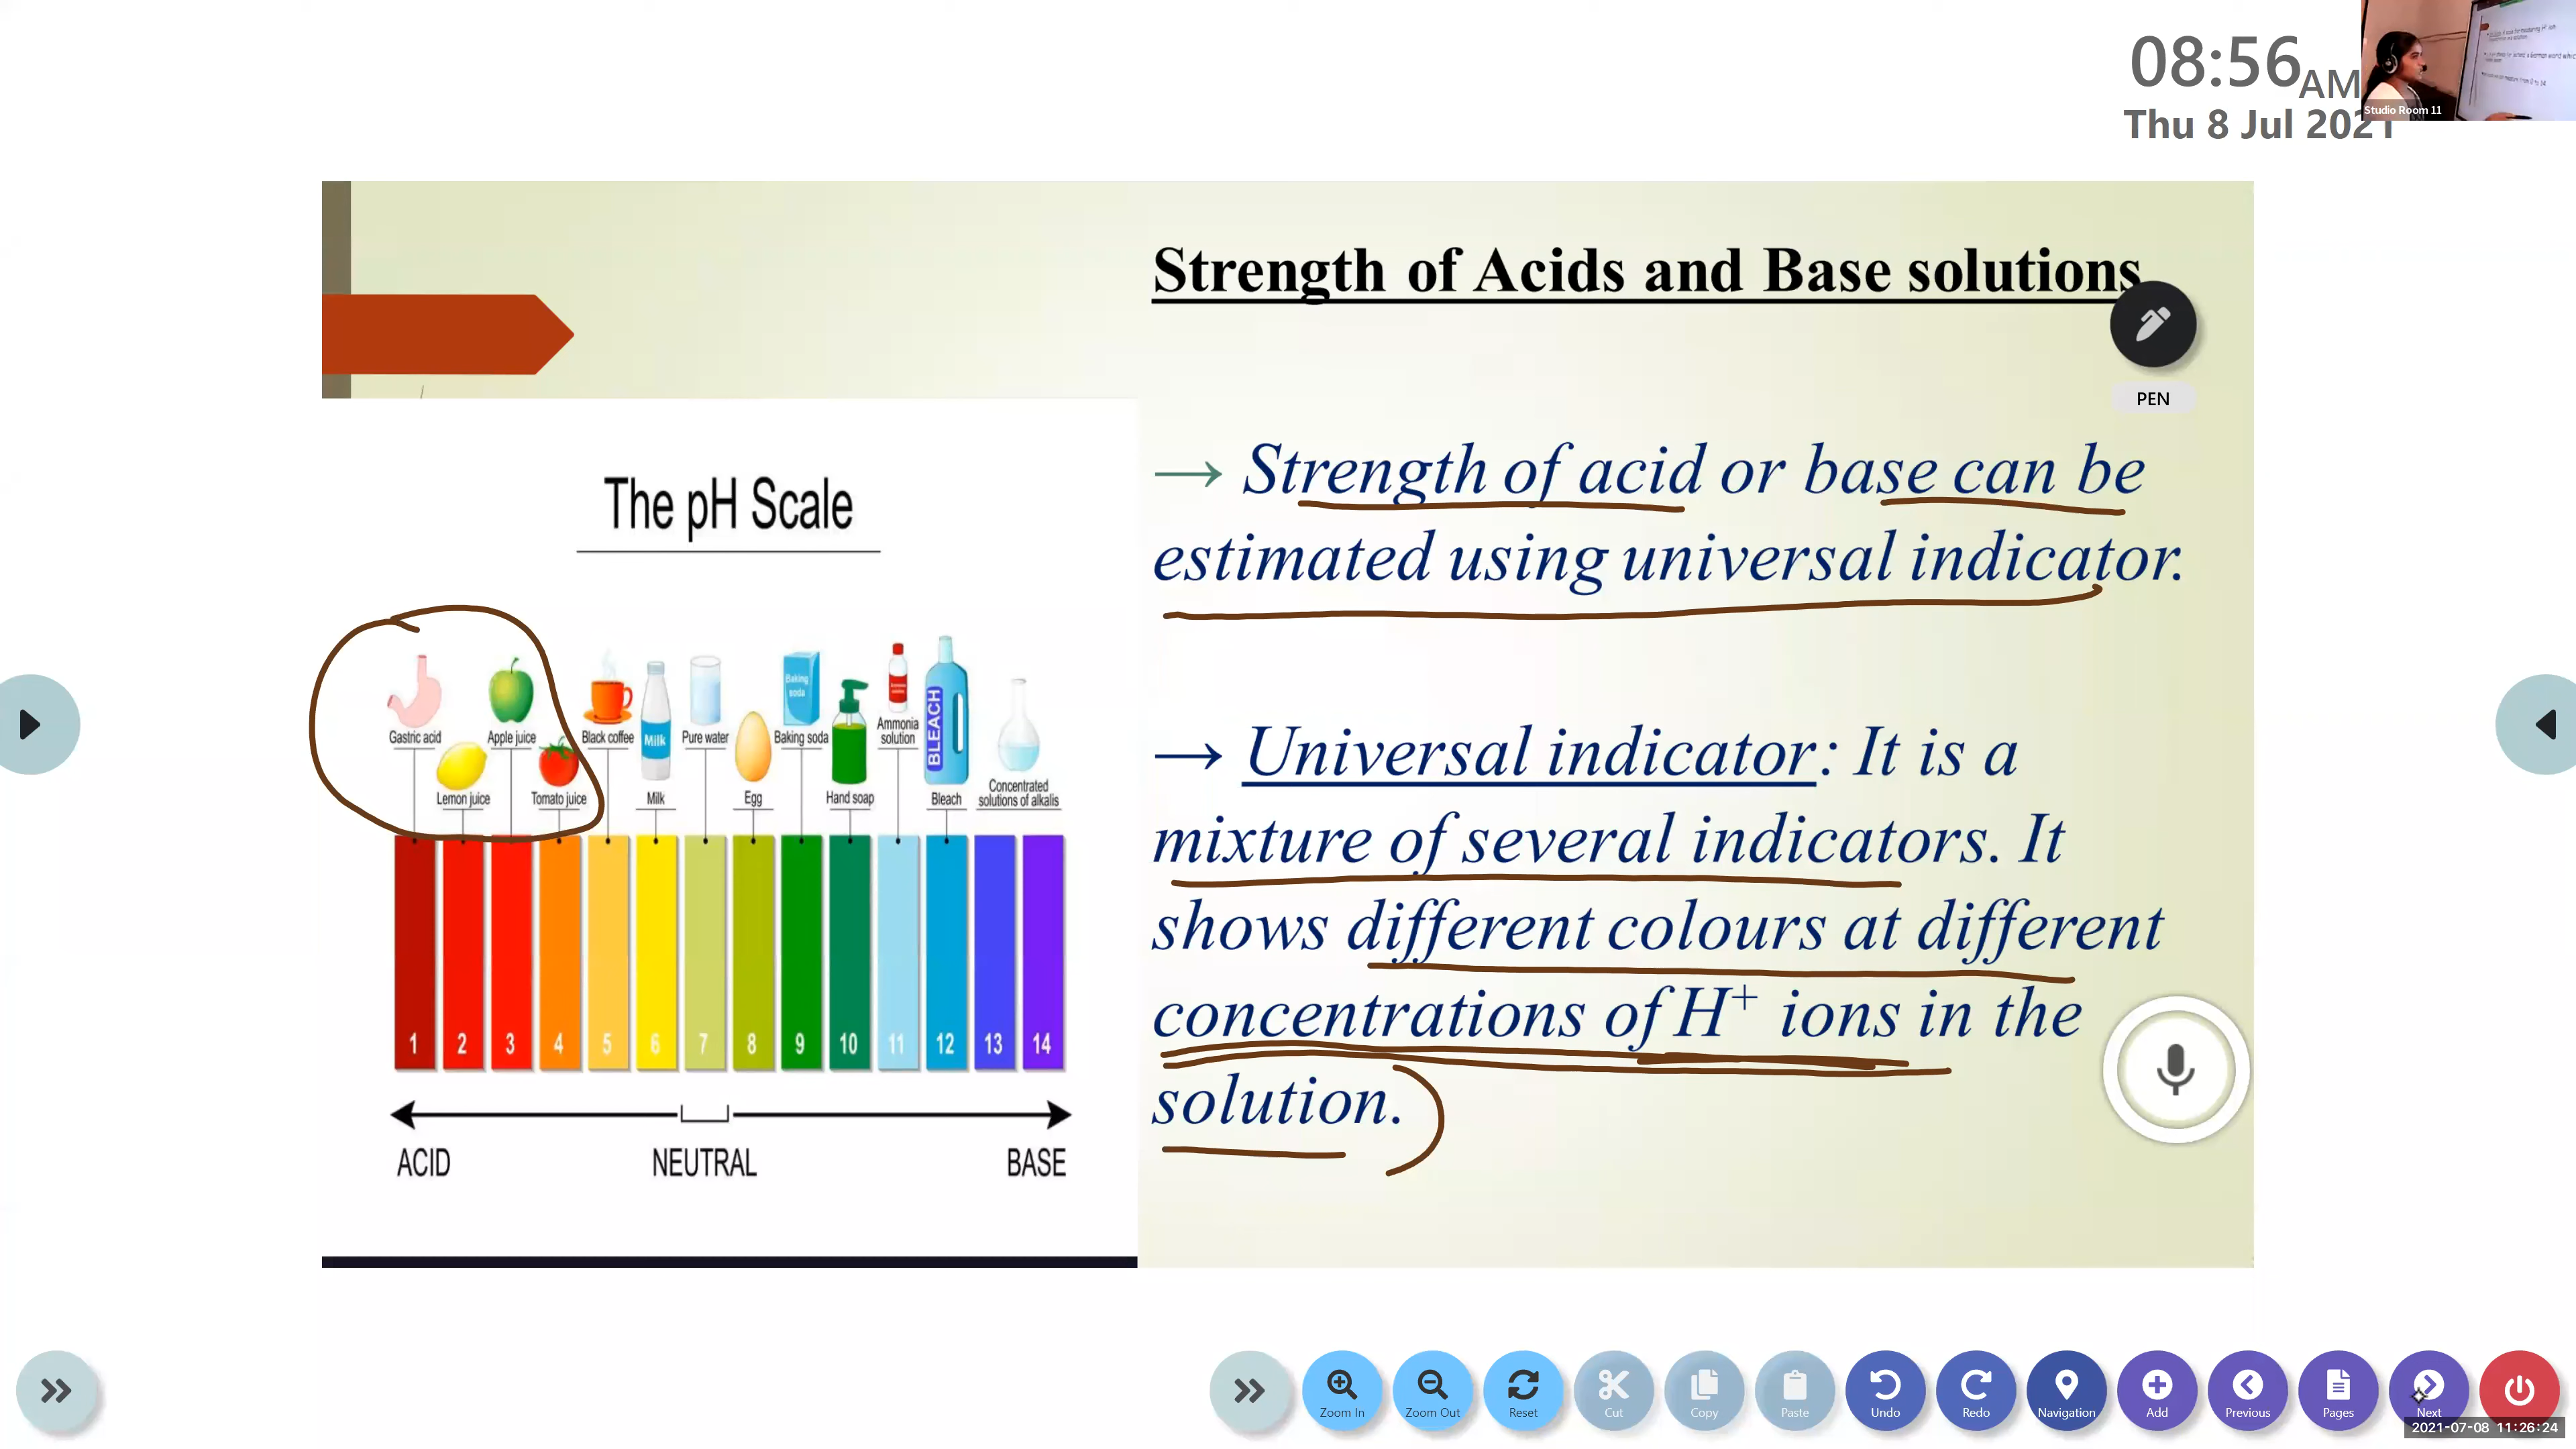 08:56 AM
Thu 8 Jul 2021
Studio Room 11
Strength of Acids and Base solutions
PEN
→ Strength of acid or base can be
estimated using universal indicator.
→ Universal indicator: It is a
mixture of several indicators. It
shows different colours at different
concentrations of H⁺ ions in the
solution.
The pH Scale
Gastric acid
Lemon juice
Apple juice
Tomato juice
Black coffee
Milk
Milk
Pure water
Egg
Baking soda
Baking soda
Hand soap
Ammonia
solution
BLEACH
Bleach
Concentrated
solutions of alkalis
1 2 3 4 5 6 7 8 9 10 11 12 13 14
ACID NEUTRAL BASE
Zoom In Zoom Out Reset Cut Copy Paste Undo Redo Navigation Add Previous Pages Next
2021-07-08 11:26:24